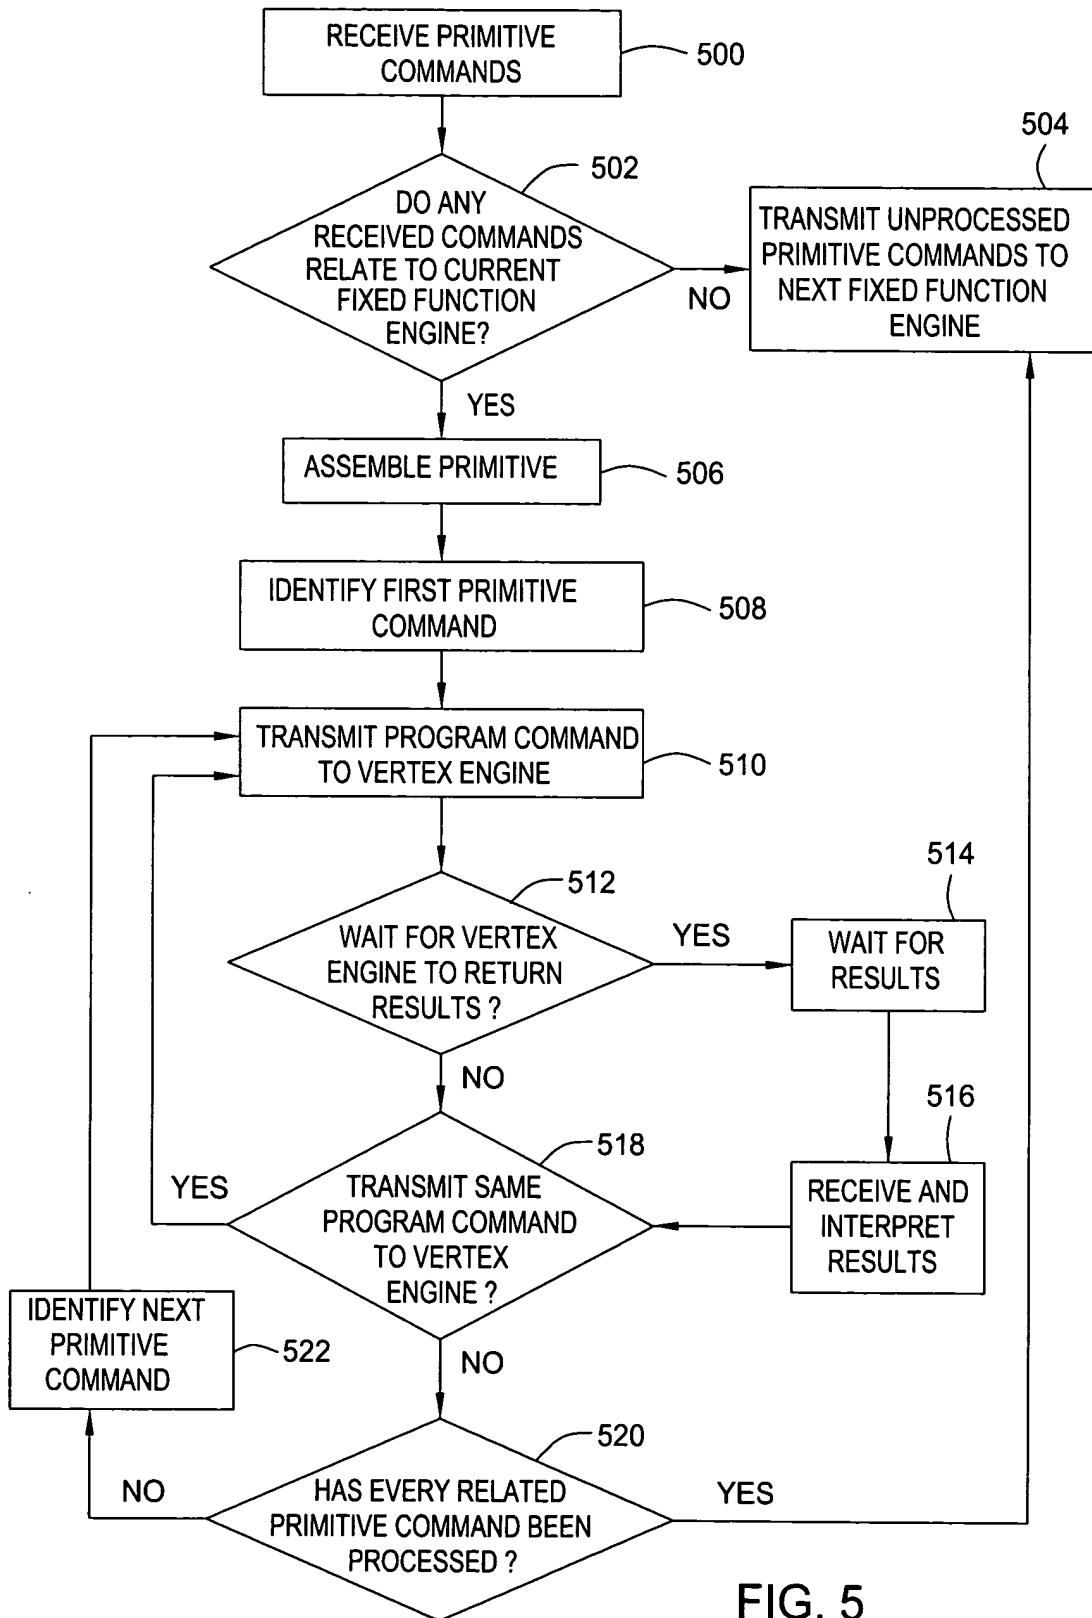 RECEIVE PRIMITIVE
COMMANDS
500
502
DO ANY
RECEIVED COMMANDS
RELATE TO CURRENT
FIXED FUNCTION
ENGINE?
NO
504
TRANSMIT UNPROCESSED
PRIMITIVE COMMANDS TO
NEXT FIXED FUNCTION
ENGINE
YES
ASSEMBLE PRIMITIVE
506
IDENTIFY FIRST PRIMITIVE
COMMAND
508
TRANSMIT PROGRAM COMMAND
TO VERTEX ENGINE
510
512
WAIT FOR VERTEX
ENGINE TO RETURN
RESULTS ?
YES
514
WAIT FOR
RESULTS
NO
516
RECEIVE AND
INTERPRET
RESULTS
518
TRANSMIT SAME
PROGRAM COMMAND
TO VERTEX
ENGINE ?
YES
NO
IDENTIFY NEXT
PRIMITIVE
COMMAND
522
520
HAS EVERY RELATED
PRIMITIVE COMMAND BEEN
PROCESSED ?
NO
YES
FIG. 5